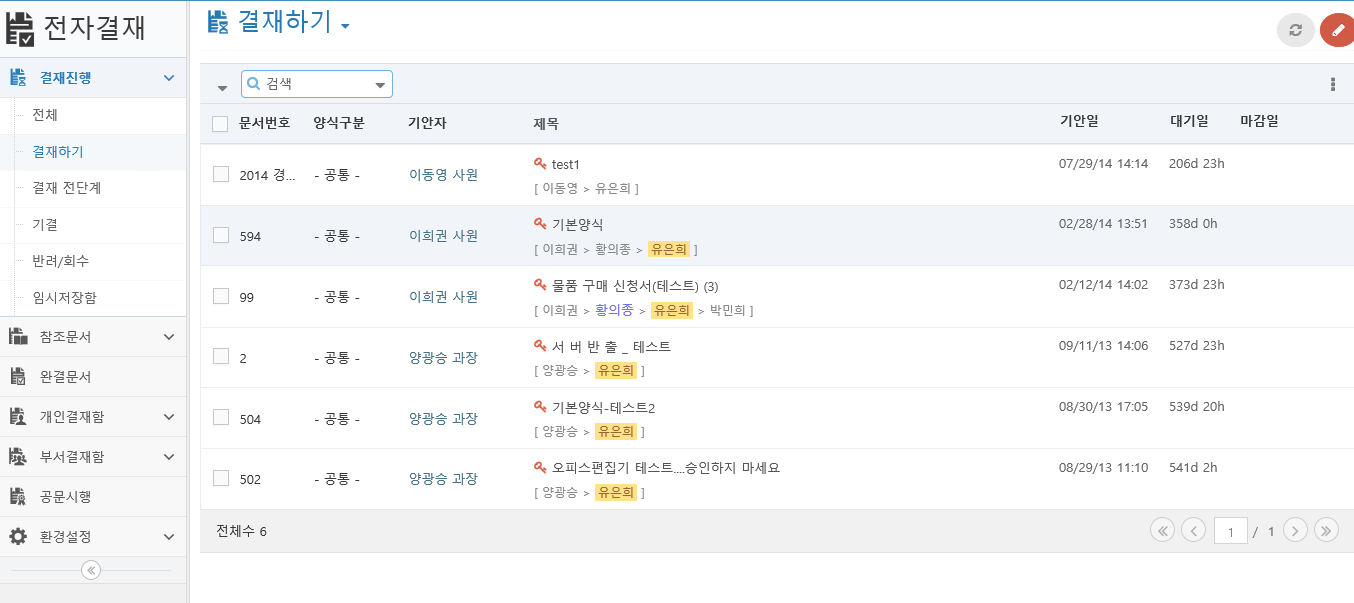 전자결재
결재진행
전체
결재하기
결재 전단계
기결
반려/회수
임시저장함
참조문서
완결문서
개인결재함
부서결재함
공문시행
환경설정
결재하기
검색
문서번호 양식구분 기안자 제목 기안일 대기일 마감일
2014 경... - 공통 - 이동영 사원 test1 07/29/14 14:14 206d 23h
[ 이동영 > 유은희 ]
594 - 공통 - 이희권 사원 기본양식 02/28/14 13:51 358d 0h
[ 이희권 > 황의종 > 유은희 ]
99 - 공통 - 이희권 사원 물품 구매 신청서(테스트) (3) 02/12/14 14:02 373d 23h
[ 이희권 > 황의종 > 유은희 > 박민희 ]
2 - 공통 - 양광승 과장 서 버 반 출 _ 테스트 09/11/13 14:06 527d 23h
[ 양광승 > 유은희 ]
504 - 공통 - 양광승 과장 기본양식-테스트2 08/30/13 17:05 539d 20h
[ 양광승 > 유은희 ]
502 - 공통 - 양광승 과장 오피스편집기 테스트....승인하지 마세요 08/29/13 11:10 541d 2h
[ 양광승 > 유은희 ]
전체수 6 1 / 1